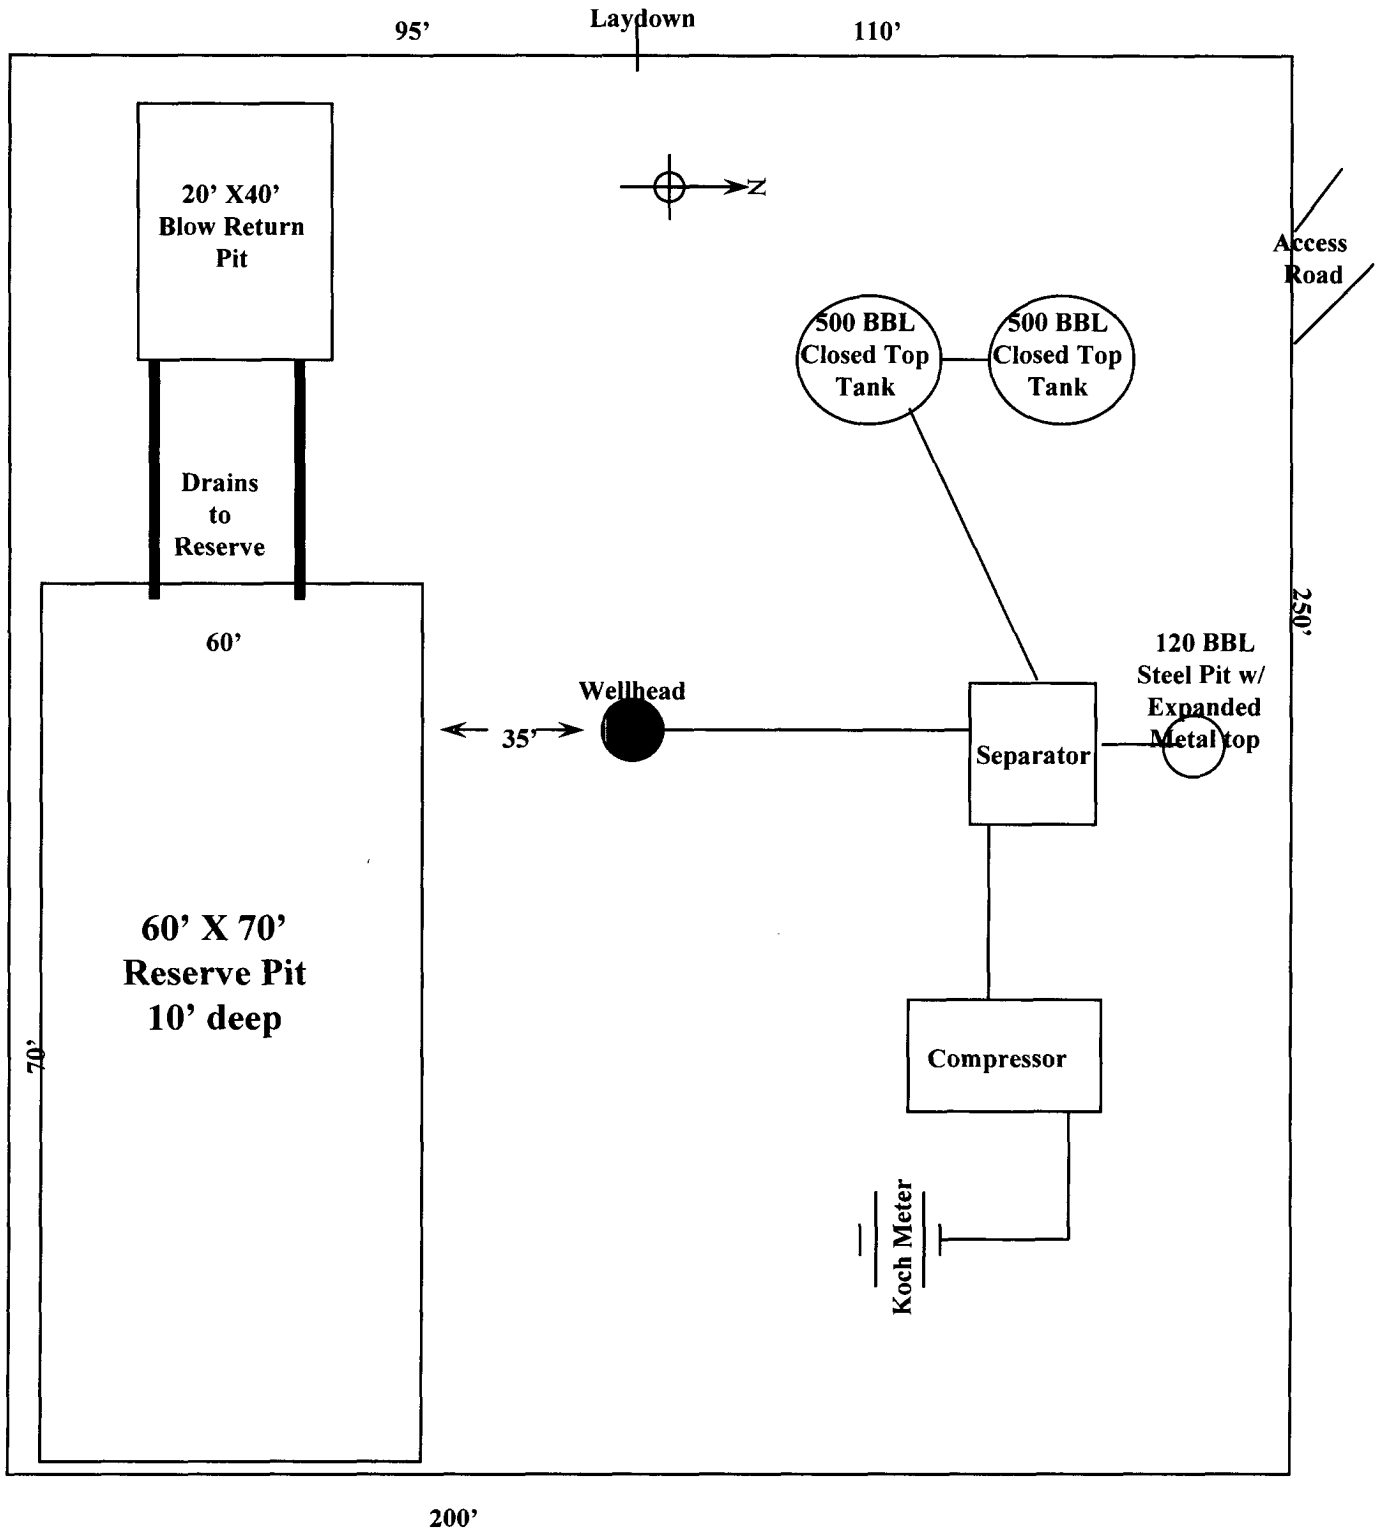 Laydown
95’
110’
N
20’ X40’
Blow Return
Pit
Access
Road
500 BBL
Closed Top
Tank
500 BBL
Closed Top
Tank
Drains
to
Reserve
60’
250’
120 BBL
Steel Pit w/
Expanded
Metal top
Wellhead
35’
Separator
60’ X 70’
Reserve Pit
10’ deep
70’
Compressor
Koch Meter
200’